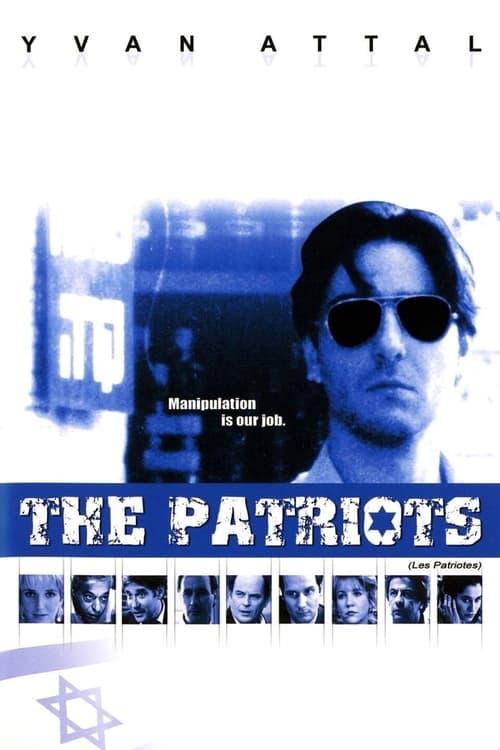 YVAN ATTAL
Manipulation
is our job.
THE PATRIOTS
(Les Patriotes)